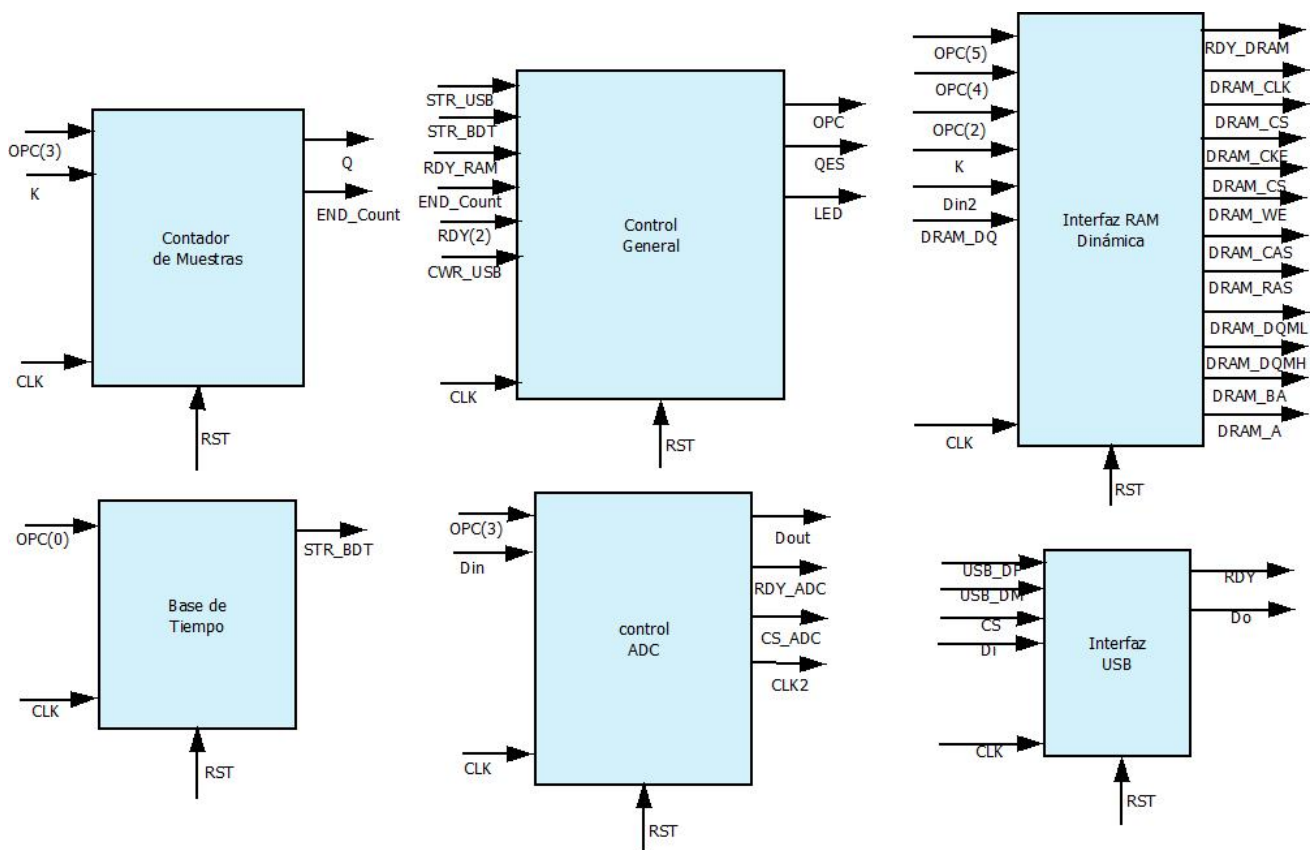 OPC(3)
K
CLK
Contador
de Muestras
Q
END_Count
RST
STR_USB
STR_BDT
RDY_RAM
END_Count
RDY(2)
CWR_USB
CLK
Control
General
OPC
QES
LED
RST
OPC(5)
OPC(4)
OPC(2)
K
Din2
DRAM_DQ
CLK
Interfaz RAM
Dinámica
RDY_DRAM
DRAM_CLK
DRAM_CS
DRAM_CKE
DRAM_CS
DRAM_WE
DRAM_CAS
DRAM_RAS
DRAM_DQML
DRAM_DQMH
DRAM_BA
DRAM_A
RST
OPC(0)
CLK
Base de
Tiempo
STR_BDT
RST
OPC(3)
Din
CLK
control
ADC
Dout
RDY_ADC
CS_ADC
CLK2
RST
USB_DP
USB_DM
CS
Di
CLK
Interfaz
USB
RDY
Do
RST